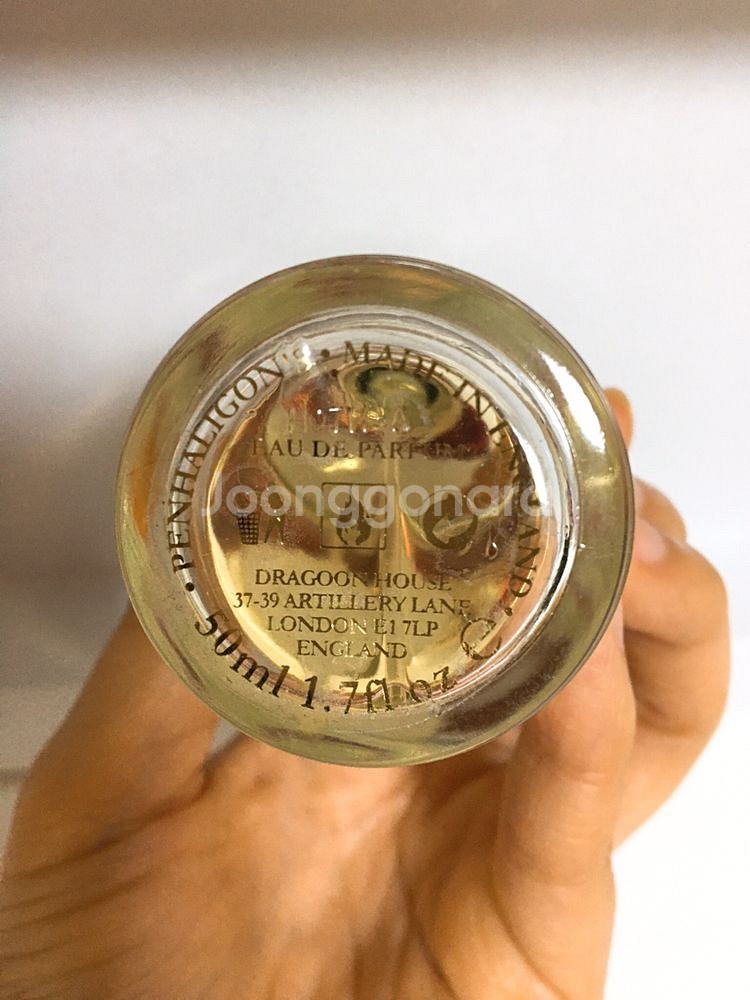 • PENHALIGON'S • MADE IN ENGLAND •
EAU DE PARFUM
Joonggonara
DRAGOON HOUSE
37-39 ARTILLERY LANE
LONDON E1 7LP
ENGLAND
50ml 1.7fl oz